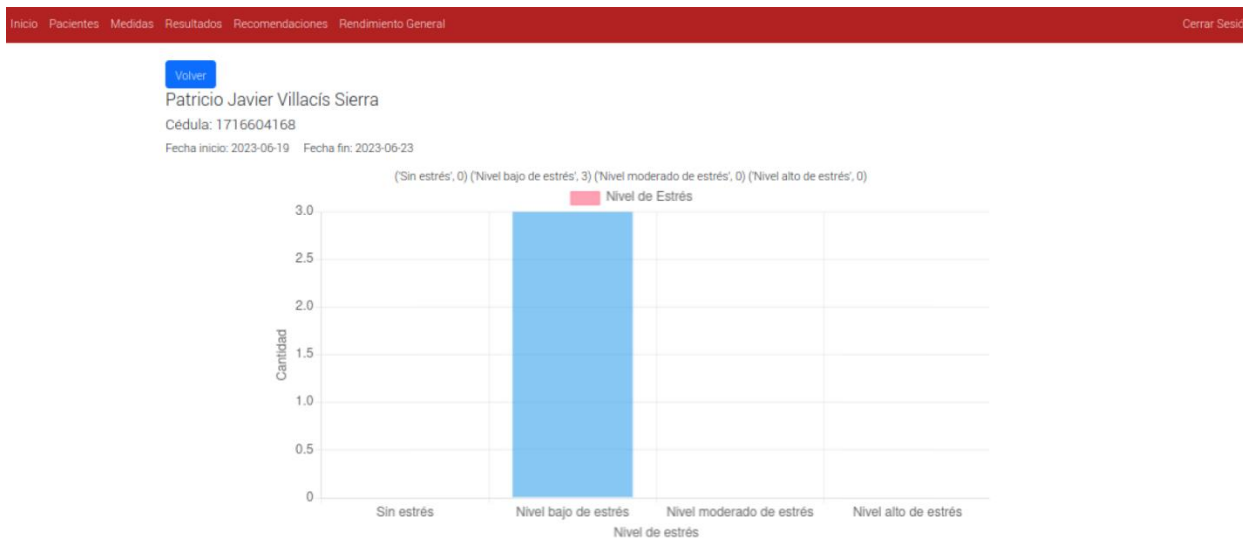 Inicio Pacientes Medidas Resultados Recomendaciones Rendimiento General Cerrar Sesió
Volver
Patricio Javier Villacís Sierra
Cédula: 1716604168
Fecha inicio: 2023-06-19 Fecha fin: 2023-06-23
('Sin estrés', 0) ('Nivel bajo de estrés', 3) ('Nivel moderado de estrés', 0) ('Nivel alto de estrés', 0)
Nivel de Estrés
3.0
2.5
2.0
1.5
1.0
0.5
0
Cantidad
Sin estrés Nivel bajo de estrés Nivel moderado de estrés Nivel alto de estrés
Nivel de estrés